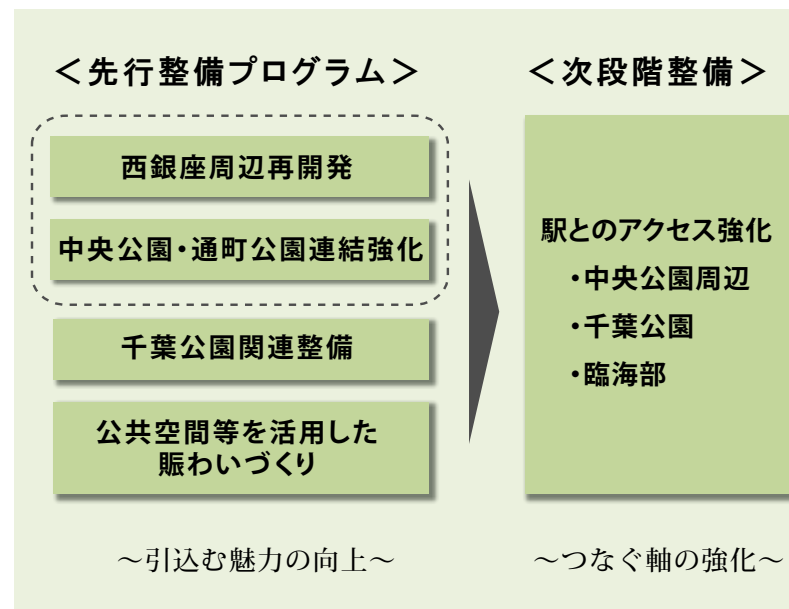 ＜先行整備プログラム＞
西銀座周辺再開発
中央公園・通町公園連結強化
千葉公園関連整備
公共空間等を活用した
賑わいづくり
～引込む魅力の向上～
＜次段階整備＞
駅とのアクセス強化
・中央公園周辺
・千葉公園
・臨海部
～つなぐ軸の強化～